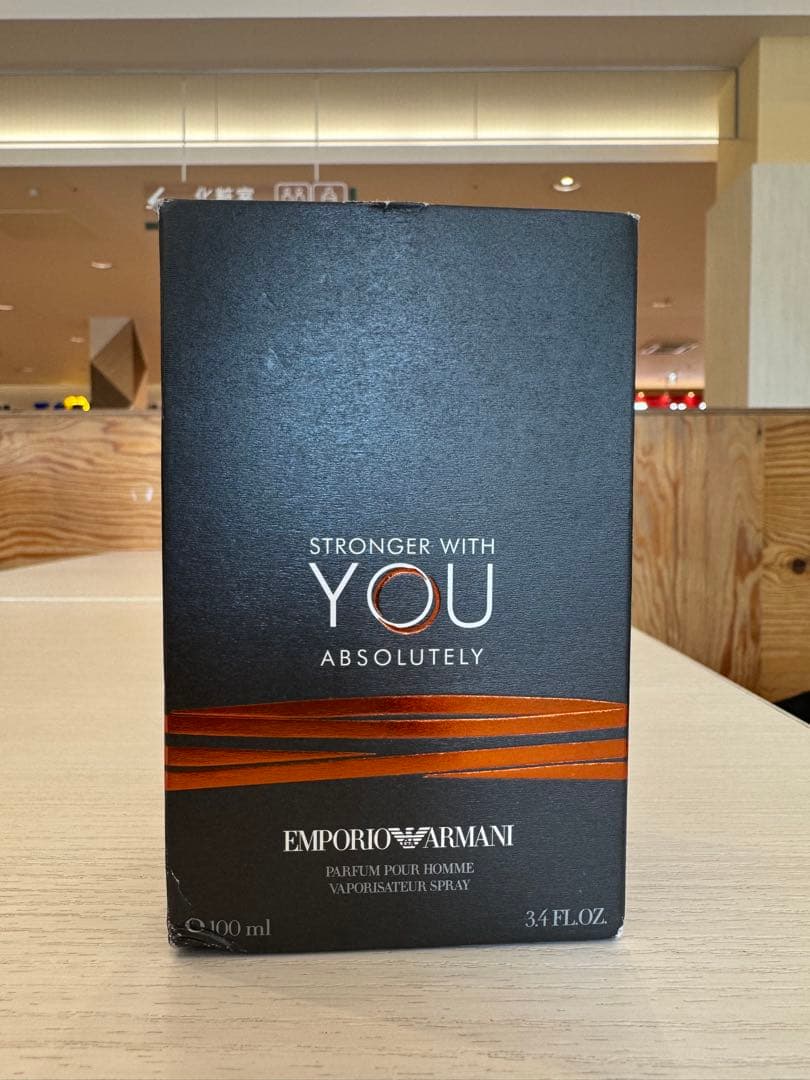 化粧室
STRONGER WITH
YOU
ABSOLUTELY
EMPORIO ARMANI
PARFUM POUR HOMME
VAPORISATEUR SPRAY
100 ml
3.4 FL.OZ.